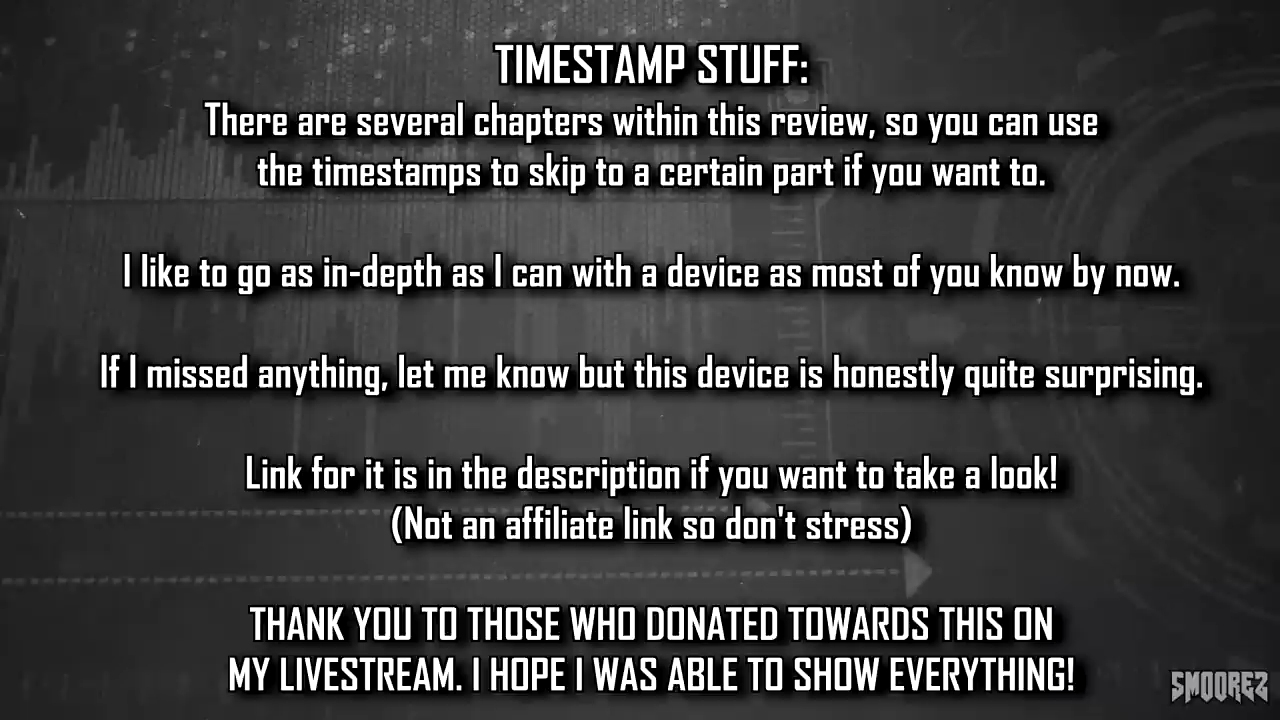 TIMESTAMP STUFF:
There are several chapters within this review, so you can use
the timestamps to skip to a certain part if you want to.
I like to go as in-depth as I can with a device as most of you know by now.
If I missed anything, let me know but this device is honestly quite surprising.
Link for it is in the description if you want to take a look!
(Not an affiliate link so don't stress)
THANK YOU TO THOSE WHO DONATED TOWARDS THIS ON
MY LIVESTREAM. I HOPE I WAS ABLE TO SHOW EVERYTHING!
SMOOREZ